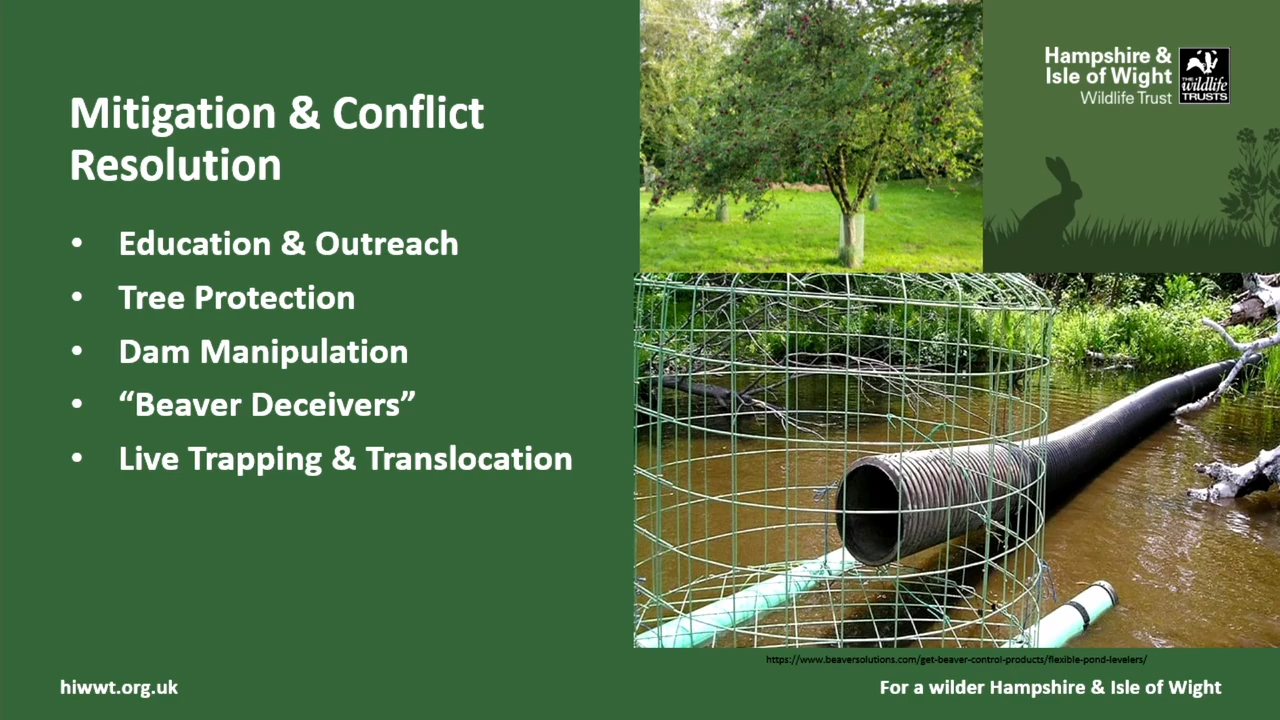 Mitigation & Conflict
Resolution
• Education & Outreach
• Tree Protection
• Dam Manipulation
• “Beaver Deceivers”
• Live Trapping & Translocation
Hampshire &
Isle of Wight
Wildlife Trust
THE
wildlife
TRUSTS
https://www.beaversolutions.com/get-beaver-control-products/flexible-pond-levelers/
hiwwt.org.uk
For a wilder Hampshire & Isle of Wight